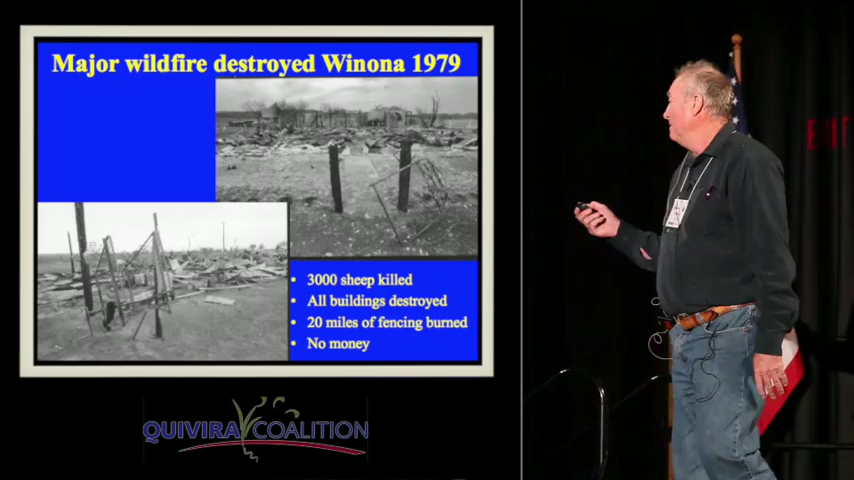 Major wildfire destroyed Winona 1979
• 3000 sheep killed
• All buildings destroyed
• 20 miles of fencing burned
• No money
QUIVIRA COALITION
EXIT